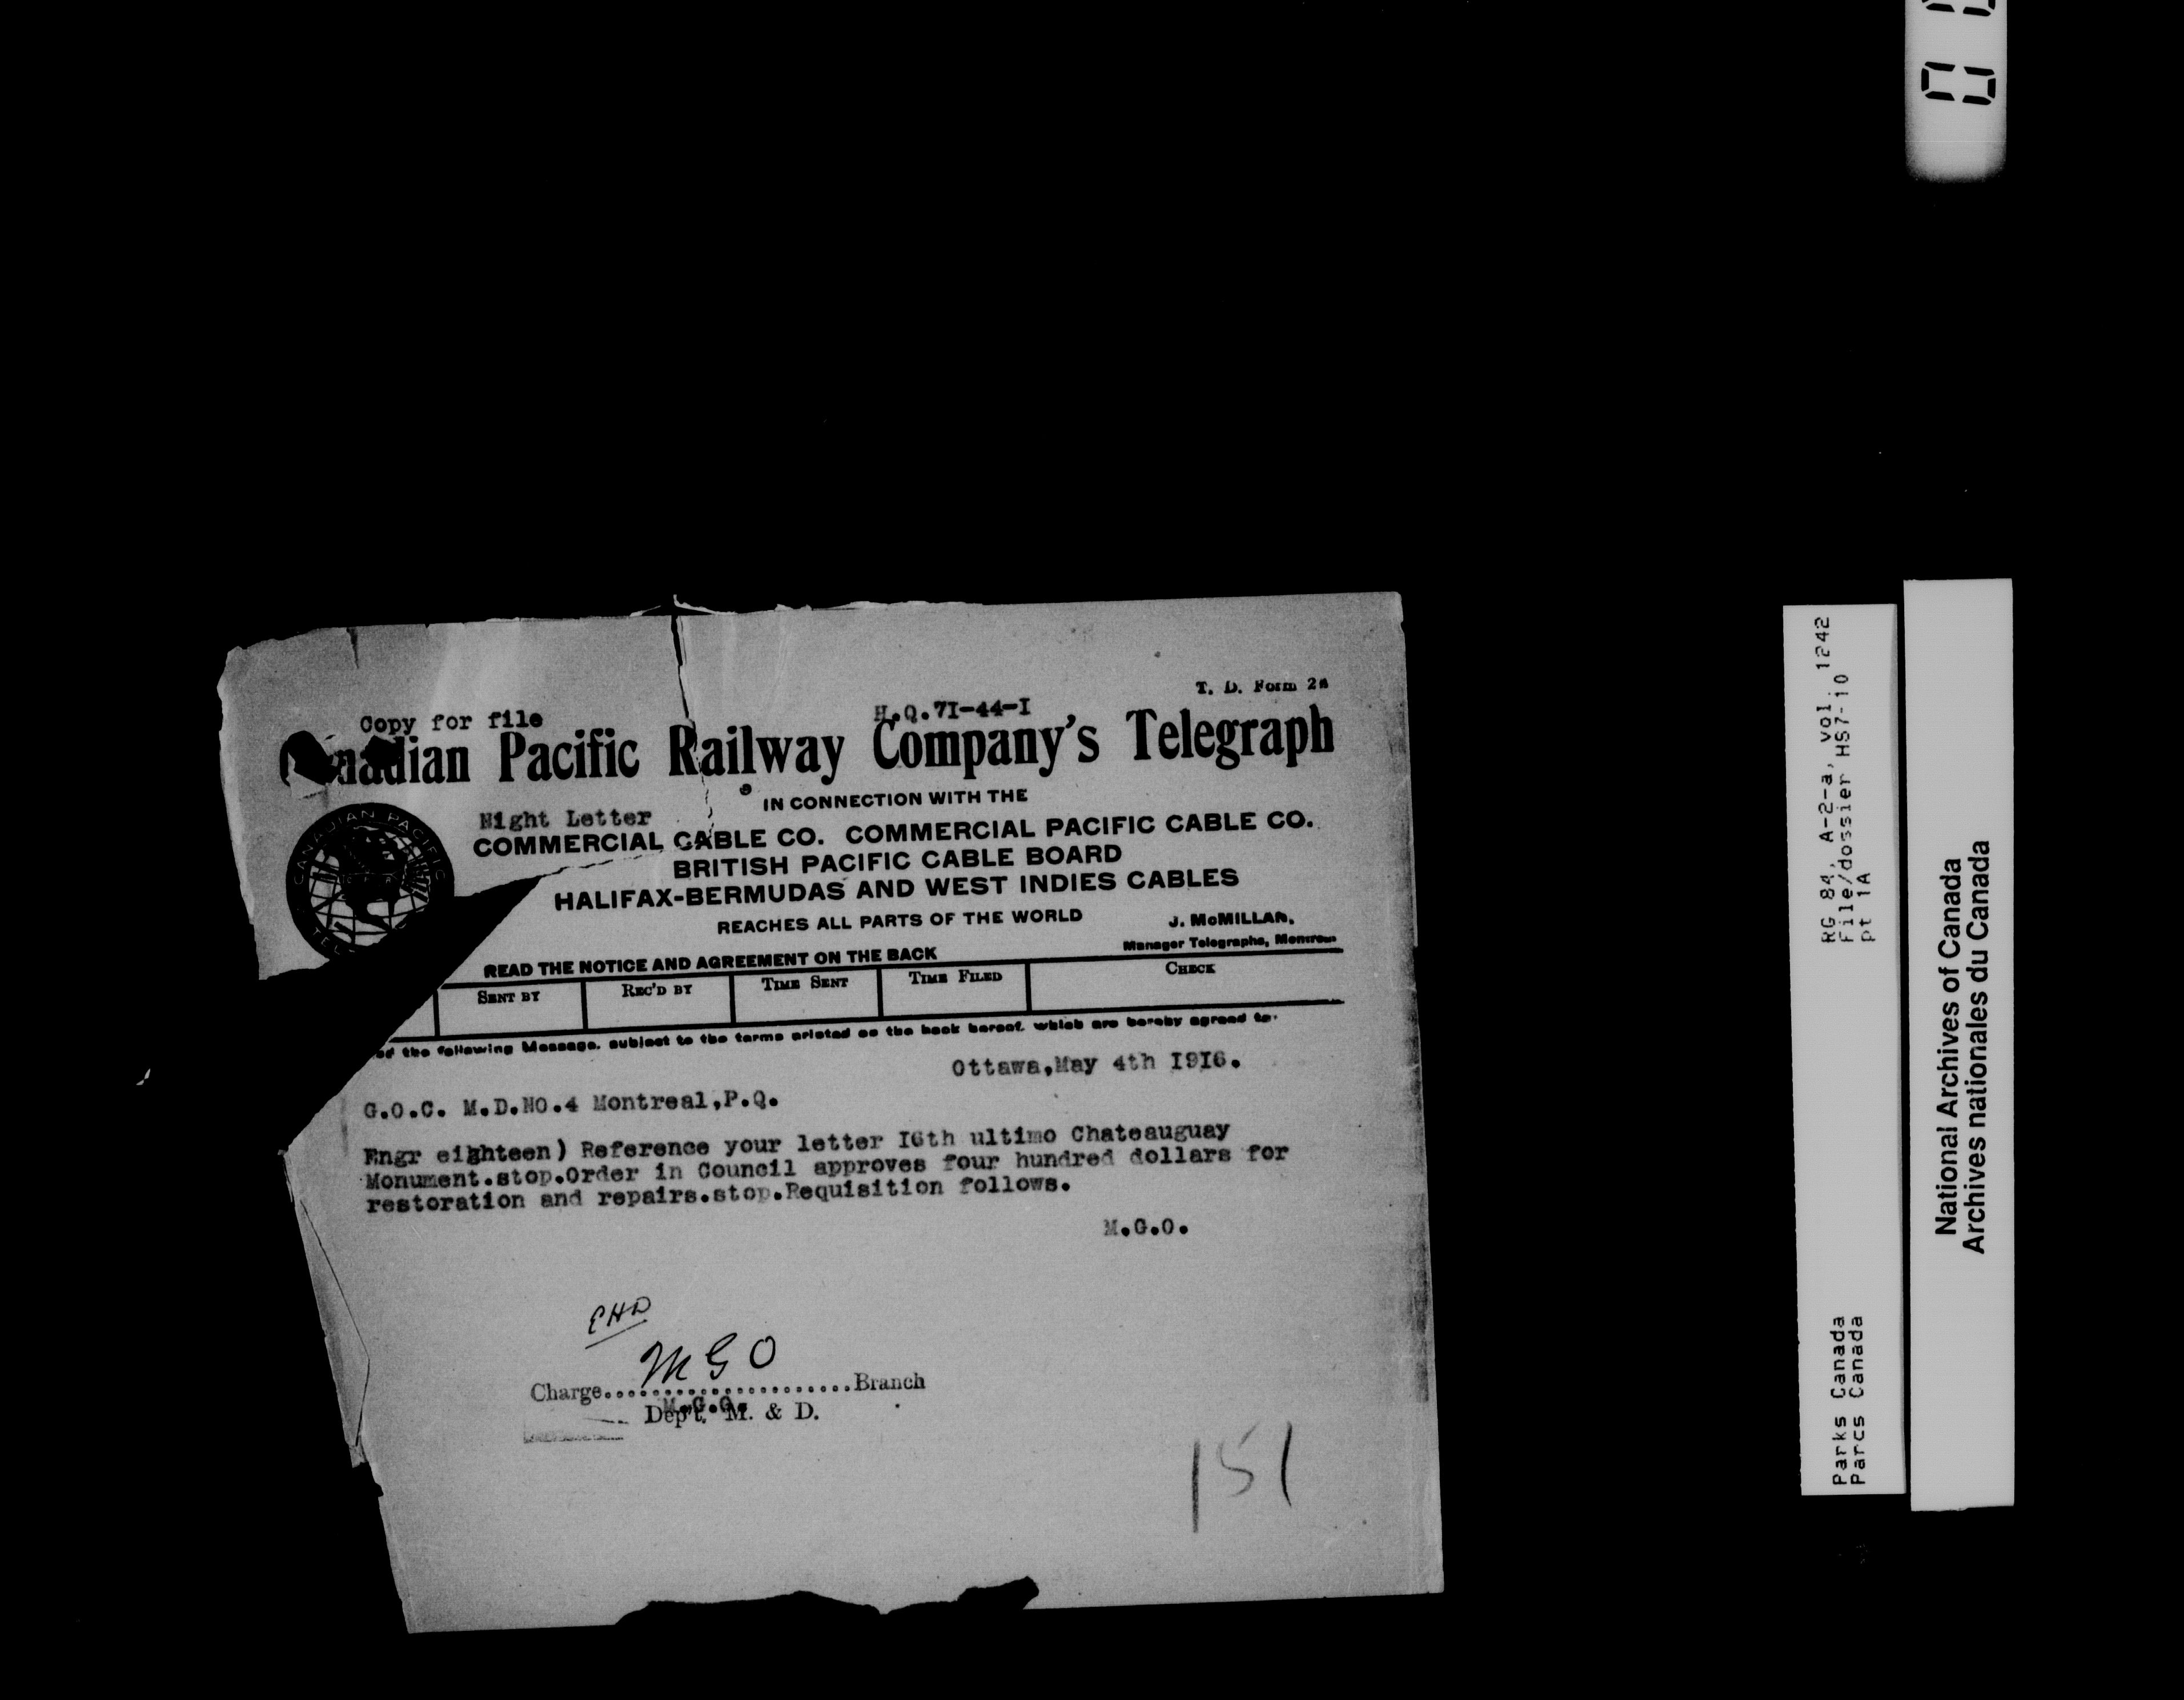 T. D. Form 2a
Copy for file
H.Q.7I-44-I
Canadian Pacific Railway Company's Telegraph
IN CONNECTION WITH THE
Night Letter
COMMERCIAL CABLE CO. COMMERCIAL PACIFIC CABLE CO.
BRITISH PACIFIC CABLE BOARD
HALIFAX-BERMUDAS AND WEST INDIES CABLES
REACHES ALL PARTS OF THE WORLD
J. McMILLAN,
Manager Telegraphs, Montreal
CANADIAN PACIFIC
READ THE NOTICE AND AGREEMENT ON THE BACK
SENT BY
REC'D BY
TIME SENT
TIME FILED
CHECK
the following Message, subject to the terms printed on the back hereof, which are hereby agreed to.
Ottawa,May 4th I9I6.
G.O.C. M.D.NO.4 Montreal,P.Q.
Engr eighteen) Reference your letter I6th ultimo Chateauguay
Monument.stop.Order in Council approves four hundred dollars for
restoration and repairs.stop.Requisition follows.
M.G.O.
EHD
MGO
Charge......................Branch
M.G.O.
Dep't. M. & D.
151
RG 84, A-2-a, vol. 1242
File/dossier HS7-10
pt 1A
Parks Canada
Parcs Canada
National Archives of Canada
Archives nationales du Canada